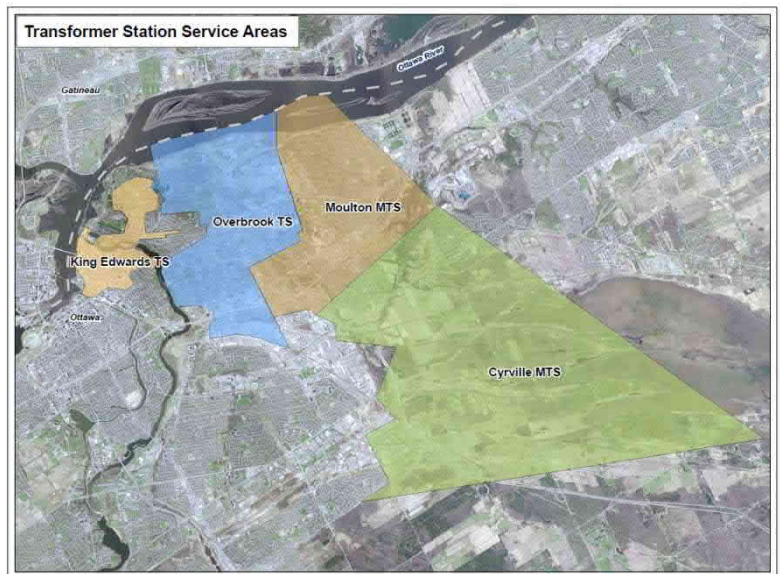 Transformer Station Service Areas
Ottawa River
Gatineau
Moulton MTS
Overbrook TS
King Edwards TS
Ottawa
Cyrville MTS